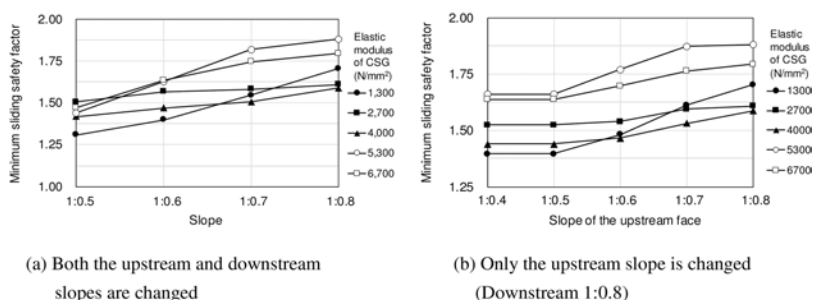 2.00
1.75
1.50
1.25
1.00
Minimum sliding safety factor
1:0.5 1:0.6 1:0.7 1:0.8
Slope
Elastic
modulus
of CSG
(N/mm²)
1,300
2,700
4,000
5,300
6,700
(a) Both the upstream and downstream
slopes are changed
2.00
1.75
1.50
1.25
Minimum sliding safety factor
1:0.4 1:0.5 1:0.6 1:0.7 1:0.8
Slope of the upstream face
Elastic
modulus
of CSG
(N/mm²)
1300
2700
4000
5300
6700
(b) Only the upstream slope is changed
(Downstream 1:0.8)